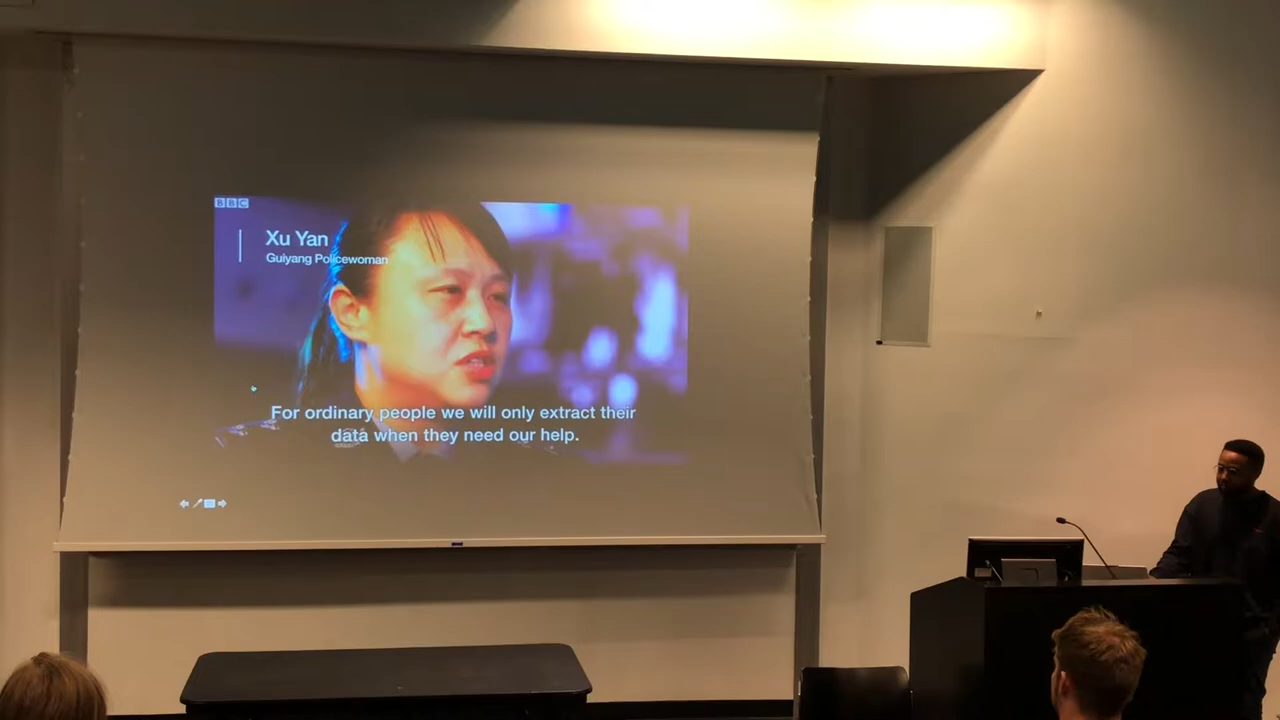 BBC
Xu Yan
Guiyang Policewoman
For ordinary people we will only extract their
data when they need our help.